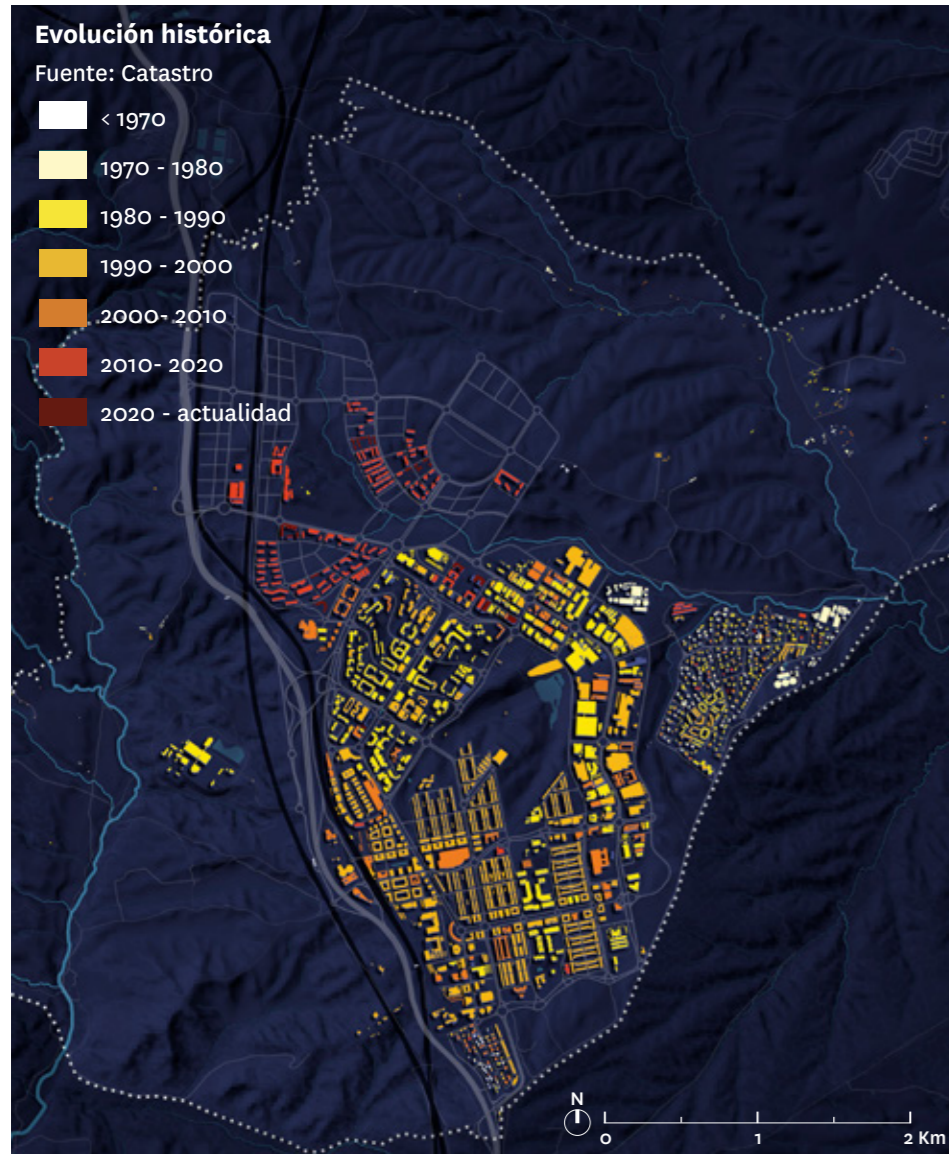 Evolución histórica
Fuente: Catastro
< 1970
1970 - 1980
1980 - 1990
1990 - 2000
2000- 2010
2010- 2020
2020 - actualidad
N
0 1 2 Km